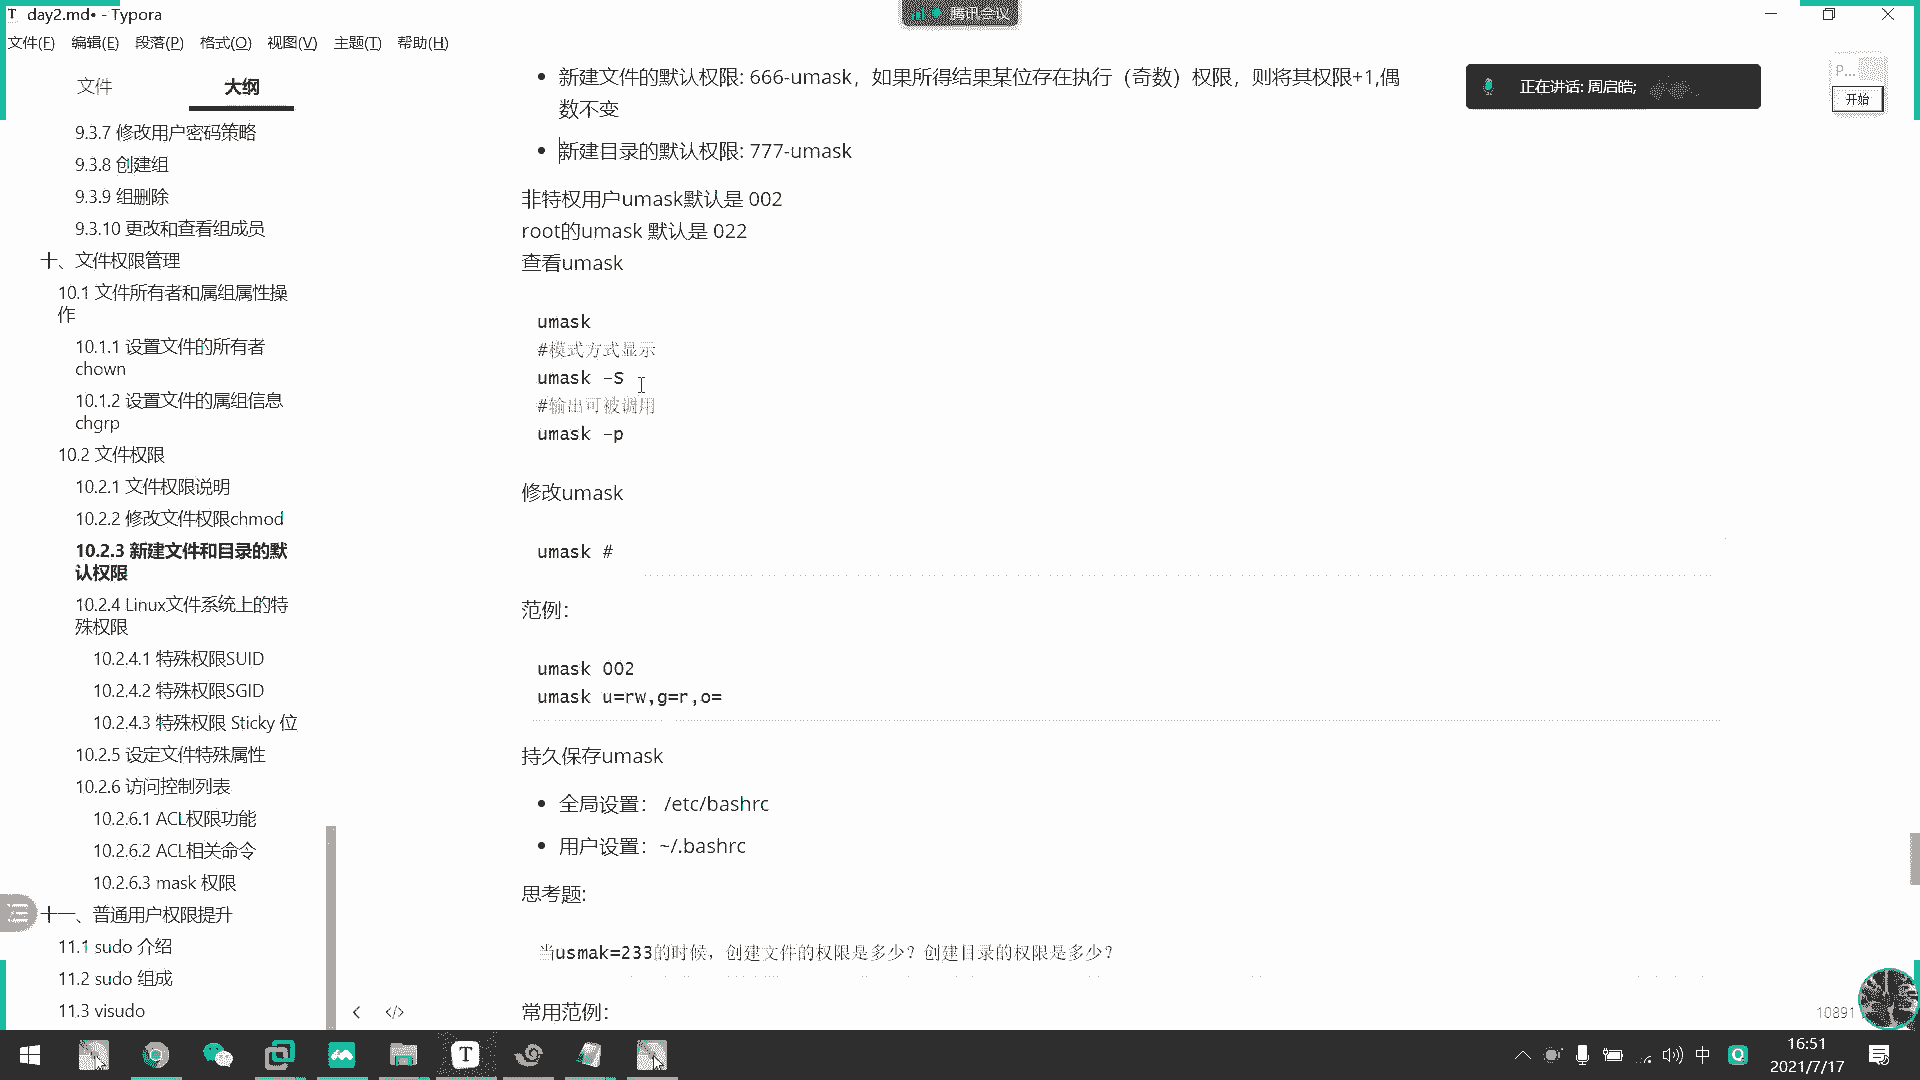 day2.md• - Typora
腾讯会议
文件(F) 编辑(E) 段落(P) 格式(O) 视图(V) 主题(T) 帮助(H)
文件 大纲
9.3.7 修改用户密码策略
9.3.8 创建组
9.3.9 组删除
9.3.10 更改和查看组成员
十、文件权限管理
10.1 文件所有者和属组属性操
作
10.1.1 设置文件的所有者
chown
10.1.2 设置文件的属组信息
chgrp
10.2 文件权限
10.2.1 文件权限说明
10.2.2 修改文件权限chmod
10.2.3 新建文件和目录的默
认权限
10.2.4 Linux文件系统上的特
殊权限
10.2.4.1 特殊权限SUID
10.2.4.2 特殊权限SGID
10.2.4.3 特殊权限 Sticky 位
10.2.5 设定文件特殊属性
10.2.6 访问控制列表
10.2.6.1 ACL权限功能
10.2.6.2 ACL相关命令
10.2.6.3 mask 权限
十一、普通用户权限提升
11.1 sudo 介绍
11.2 sudo 组成
11.3 visudo
• 新建文件的默认权限: 666-umask，如果所得结果某位存在执行（奇数）权限，则将其权限+1,偶
数不变
• 新建目录的默认权限: 777-umask
非特权用户umask默认是 002
root的umask 默认是 022
查看umask
umask
#模式方式显示
umask -S
#输出可被调用
umask -p
修改umask
umask #
范例：
umask 002
umask u=rw,g=r,o=
持久保存umask
• 全局设置： /etc/bashrc
• 用户设置：~/.bashrc
思考题:
当usmak=233的时候，创建文件的权限是多少？创建目录的权限是多少？
常用范例：
正在讲话: 周启皓;
P...
开始
10891
中
16:51
2021/7/17